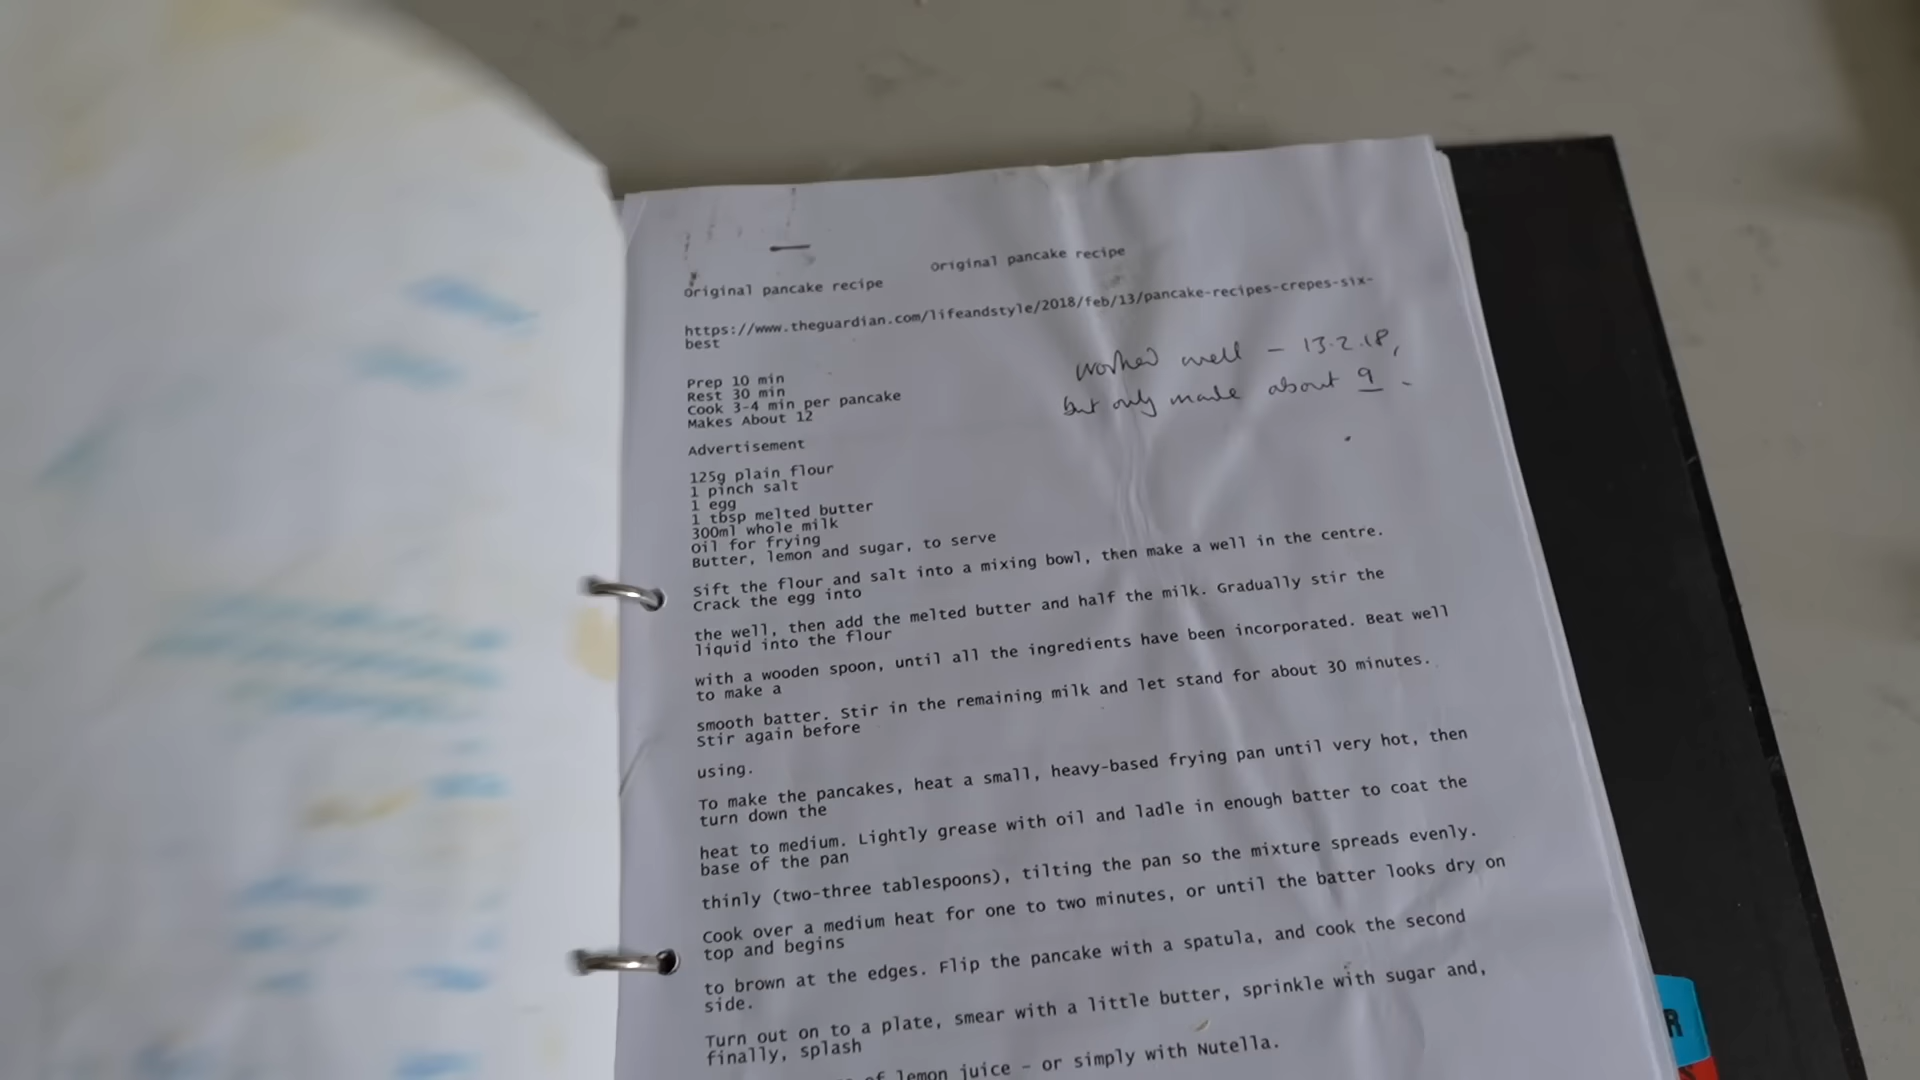 Original pancake recipe
Original pancake recipe
https://www.theguardian.com/lifeandstyle/2018/feb/13/pancake-recipes-crepes-six-
best
worked well - 13.2.18,
but only made about 9.
Prep 10 min
Rest 30 min
Cook 3-4 min per pancake
Makes About 12
Advertisement
125g plain flour
1 pinch salt
1 egg
1 tbsp melted butter
300ml whole milk
Oil for frying
Butter, lemon and sugar, to serve
Sift the flour and salt into a mixing bowl, then make a well in the centre.
Crack the egg into
the well, then add the melted butter and half the milk. Gradually stir the
liquid into the flour
with a wooden spoon, until all the ingredients have been incorporated. Beat well
to make a
smooth batter. Stir in the remaining milk and let stand for about 30 minutes.
Stir again before
using.
To make the pancakes, heat a small, heavy-based frying pan until very hot, then
turn down the
heat to medium. Lightly grease with oil and ladle in enough batter to coat the
base of the pan
thinly (two-three tablespoons), tilting the pan so the mixture spreads evenly.
Cook over a medium heat for one to two minutes, or until the batter looks dry on
top and begins
to brown at the edges. Flip the pancake with a spatula, and cook the second
side.
Turn out on to a plate, smear with a little butter, sprinkle with sugar and,
finally, splash
of lemon juice – or simply with Nutella.
R